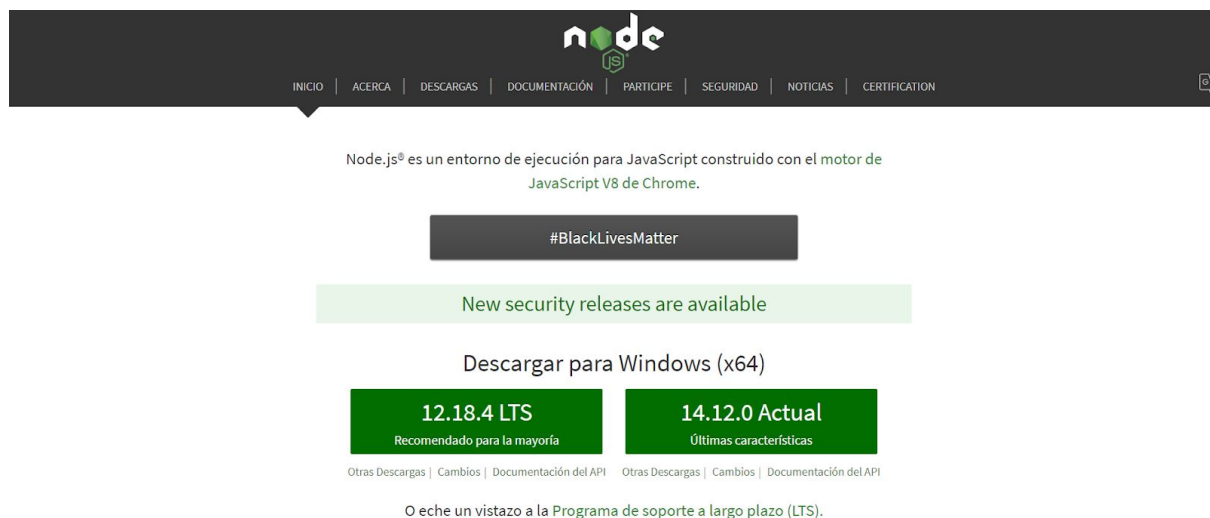 node
JS
INICIO | ACERCA | DESCARGAS | DOCUMENTACIÓN | PARTICIPE | SEGURIDAD | NOTICIAS | CERTIFICATION
Node.js® es un entorno de ejecución para JavaScript construido con el motor de
JavaScript V8 de Chrome.
#BlackLivesMatter
New security releases are available
Descargar para Windows (x64)
12.18.4 LTS
Recomendado para la mayoría
14.12.0 Actual
Últimas características
Otras Descargas | Cambios | Documentación del API
Otras Descargas | Cambios | Documentación del API
O eche un vistazo a la Programa de soporte a largo plazo (LTS).